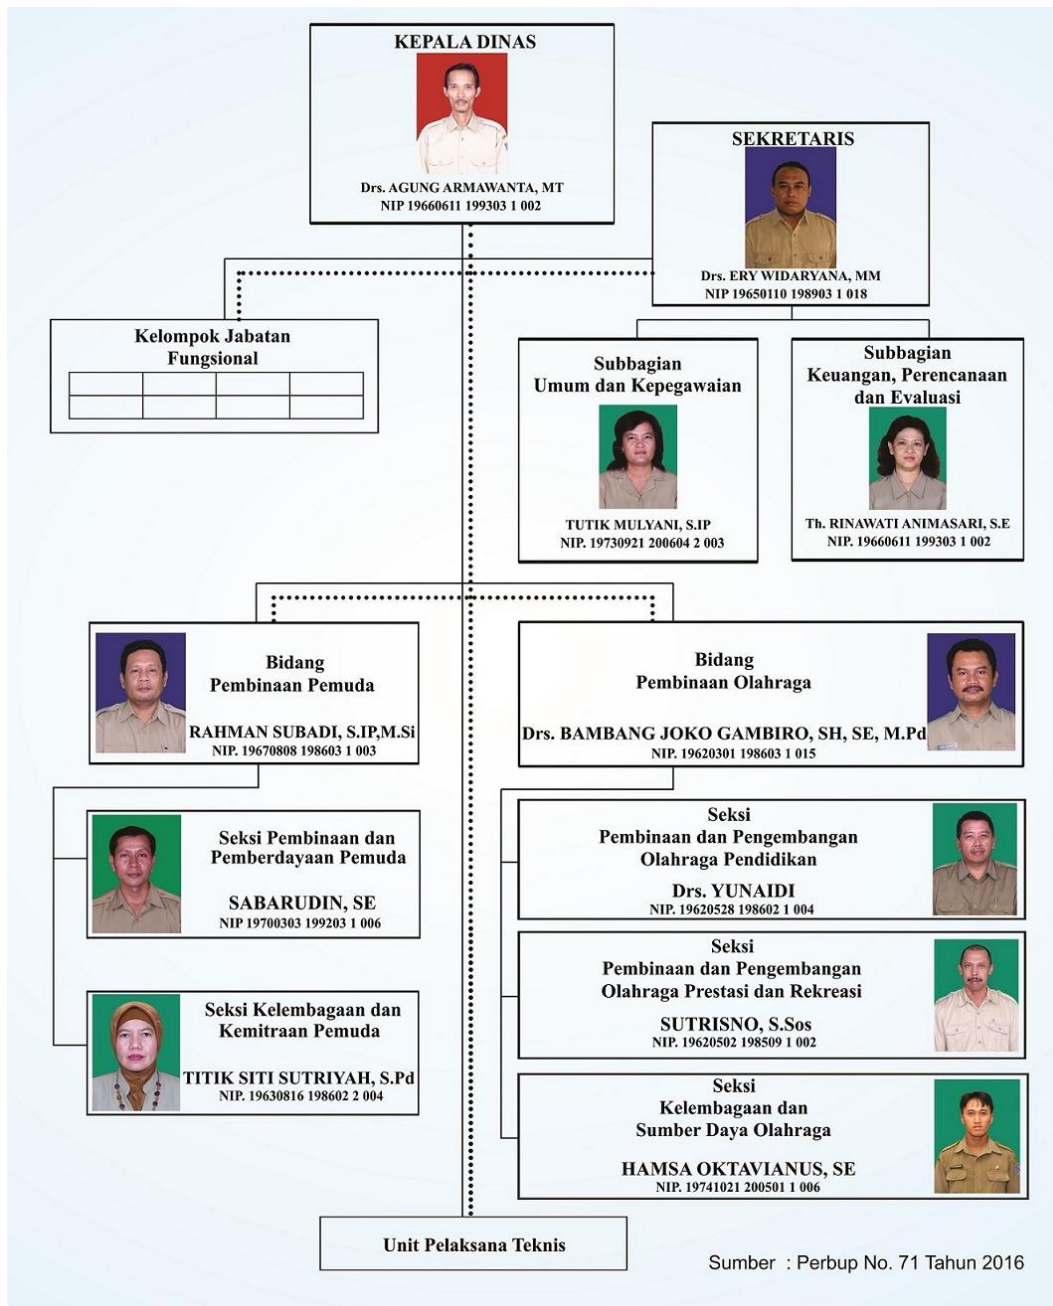 KEPALA DINAS
Drs. AGUNG ARMAWANTA, MT
NIP 19660611 199303 1 002
SEKRETARIS
Drs. ERY WIDARYANA, MM
NIP 19650110 198903 1 018
Kelompok Jabatan
Fungsional
Subbagian
Umum dan Kepegawaian
TUTIK MULYANI, S.IP
NIP. 19730921 200604 2 003
Subbagian
Keuangan, Perencanaan
dan Evaluasi
Th. RINAWATI ANIMASARI, S.E
NIP. 19660611 199303 1 002
Bidang
Pembinaan Pemuda
RAHMAN SUBADI, S.IP,M.Si
NIP. 19670808 198603 1 003
Bidang
Pembinaan Olahraga
Drs. BAMBANG JOKO GAMBIRO, SH, SE, M.Pd
NIP. 19620301 198603 1 015
Seksi Pembinaan dan
Pemberdayaan Pemuda
SABARUDIN, SE
NIP 19700303 199203 1 006
Seksi Kelembagaan dan
Kemitraan Pemuda
TITIK SITI SUTRIYAH, S.Pd
NIP. 19630816 198602 2 004
Seksi
Pembinaan dan Pengembangan
Olahraga Pendidikan
Drs. YUNAIDI
NIP. 19620528 198602 1 004
Seksi
Pembinaan dan Pengembangan
Olahraga Prestasi dan Rekreasi
SUTRISNO, S.Sos
NIP. 19620502 198509 1 002
Seksi
Kelembagaan dan
Sumber Daya Olahraga
HAMSA OKTAVIANUS, SE
NIP. 19741021 200501 1 006
Unit Pelaksana Teknis
Sumber : Perbup No. 71 Tahun 2016